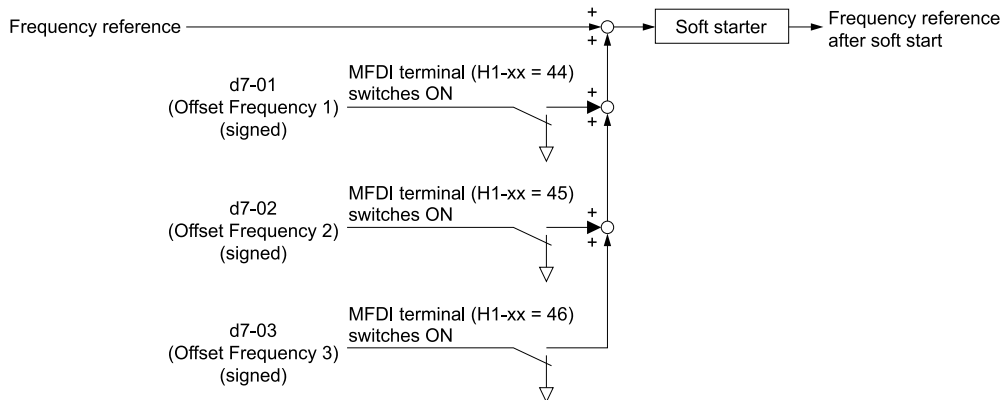 Frequency reference
+
+
Soft starter
Frequency reference
after soft start
d7-01
(Offset Frequency 1)
(signed)
MFDI terminal (H1-xx = 44)
switches ON
+
+
d7-02
(Offset Frequency 2)
(signed)
MFDI terminal (H1-xx = 45)
switches ON
+
+
d7-03
(Offset Frequency 3)
(signed)
MFDI terminal (H1-xx = 46)
switches ON